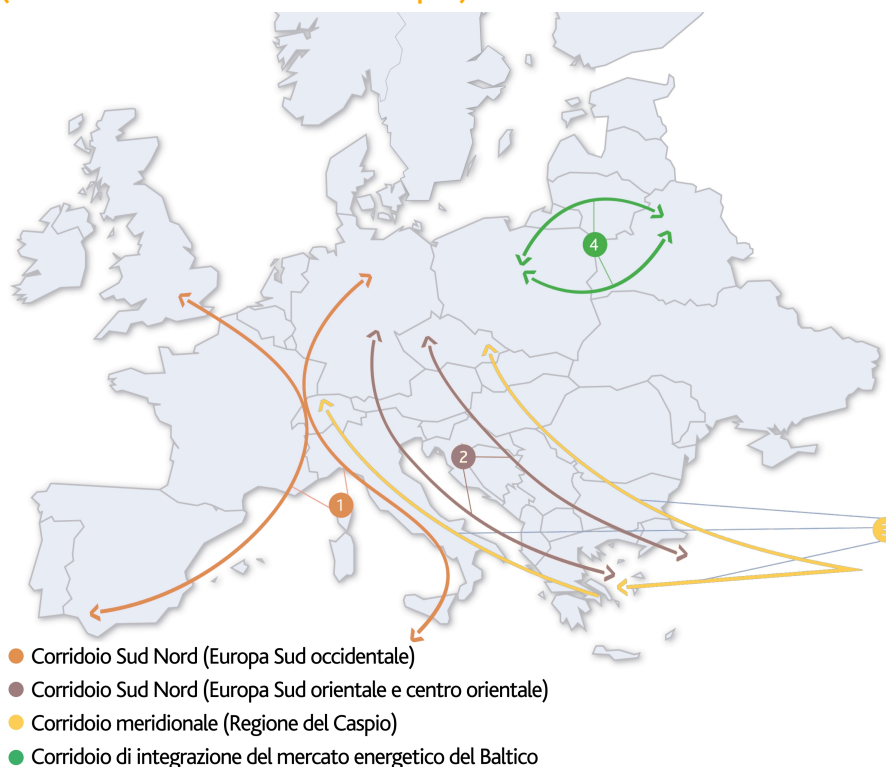 4
2
1
Corridoio Sud Nord (Europa Sud occidentale)
Corridoio Sud Nord (Europa Sud orientale e centro orientale)
Corridoio meridionale (Regione del Caspio)
Corridoio di integrazione del mercato energetico del Baltico